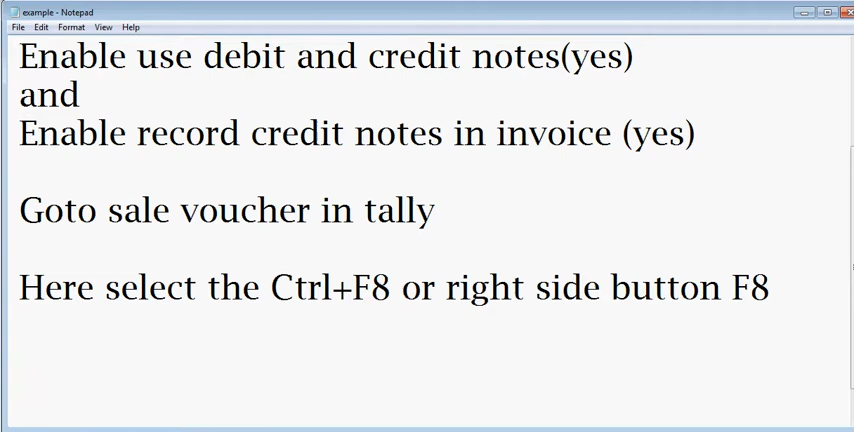 example - Notepad
File Edit Format View Help
Enable use debit and credit notes(yes)
and
Enable record credit notes in invoice (yes)
Goto sale voucher in tally
Here select the Ctrl+F8 or right side button F8